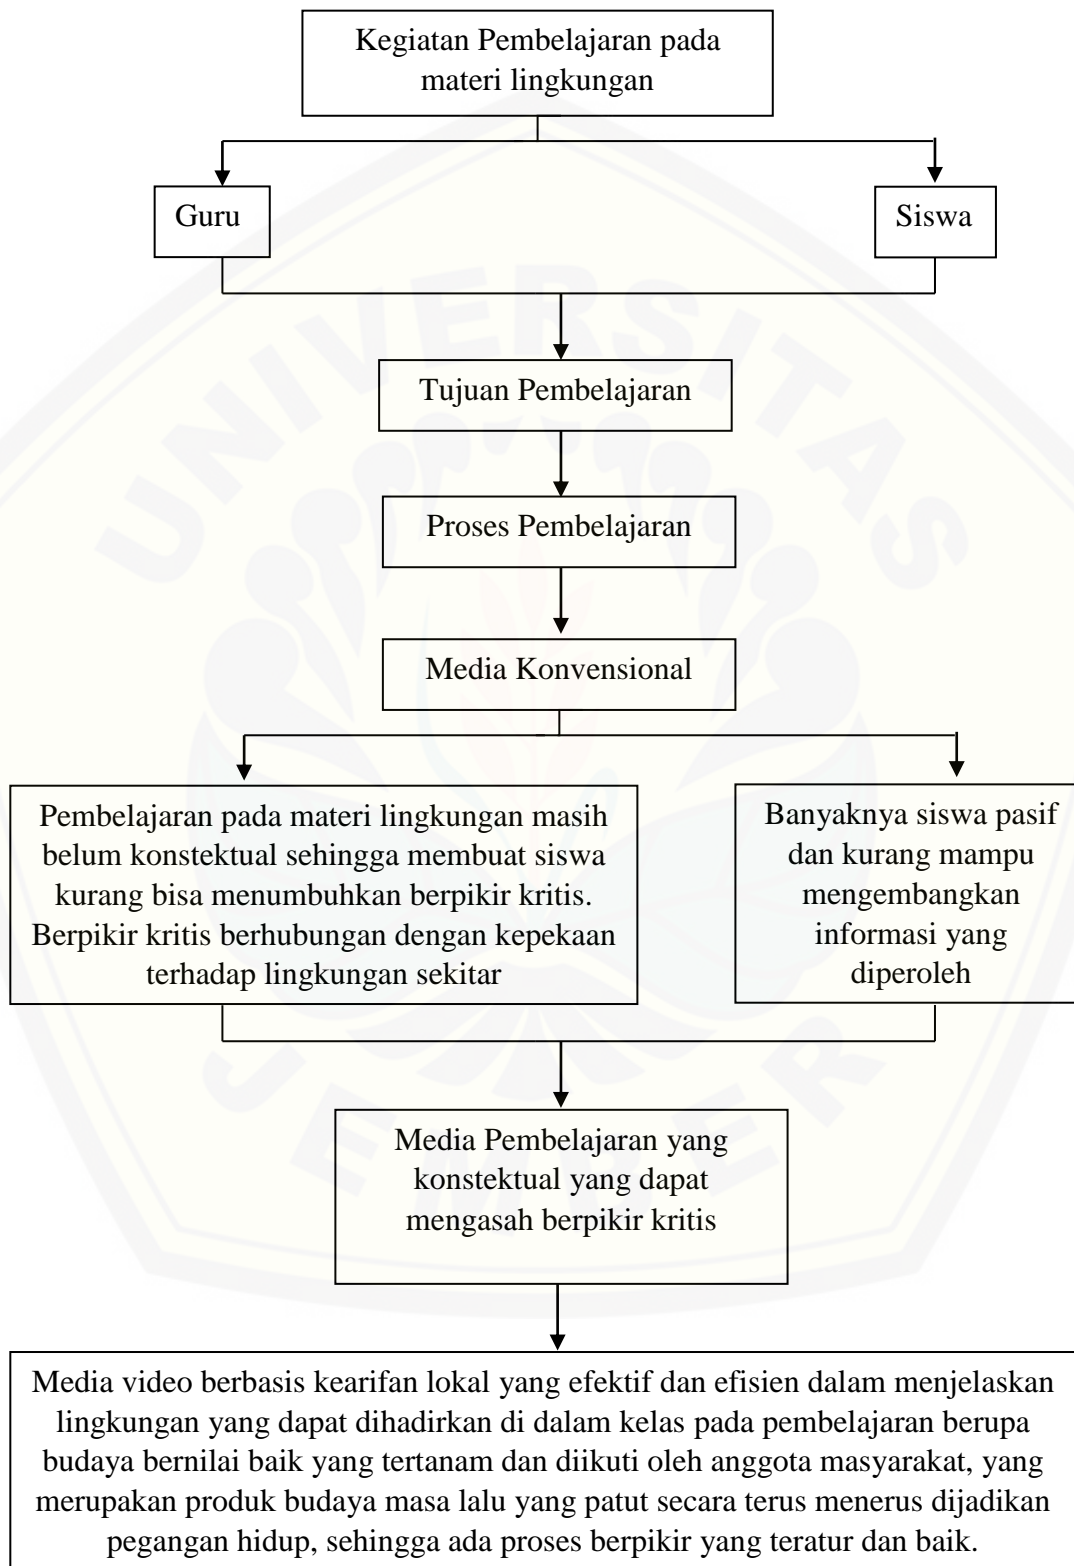 Kegiatan Pembelajaran pada
materi lingkungan
Guru
Siswa
Tujuan Pembelajaran
Proses Pembelajaran
Media Konvensional
Pembelajaran pada materi lingkungan masih
belum konstektual sehingga membuat siswa
kurang bisa menumbuhkan berpikir kritis.
Berpikir kritis berhubungan dengan kepekaan
terhadap lingkungan sekitar
Banyaknya siswa pasif
dan kurang mampu
mengembangkan
informasi yang
diperoleh
Media Pembelajaran yang
konstektual yang dapat
mengasah berpikir kritis
Media video berbasis kearifan lokal yang efektif dan efisien dalam menjelaskan
lingkungan yang dapat dihadirkan di dalam kelas pada pembelajaran berupa
budaya bernilai baik yang tertanam dan diikuti oleh anggota masyarakat, yang
merupakan produk budaya masa lalu yang patut secara terus menerus dijadikan
pegangan hidup, sehingga ada proses berpikir yang teratur dan baik.
UNIVERSITAS
JEMBER